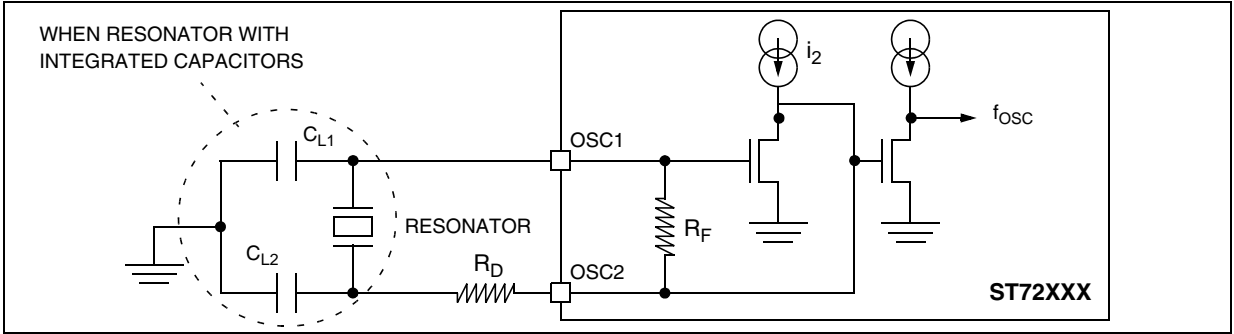 WHEN RESONATOR WITH
INTEGRATED CAPACITORS
i2
fOSC
CL1
OSC1
RESONATOR
RF
CL2
RD
OSC2
ST72XXX